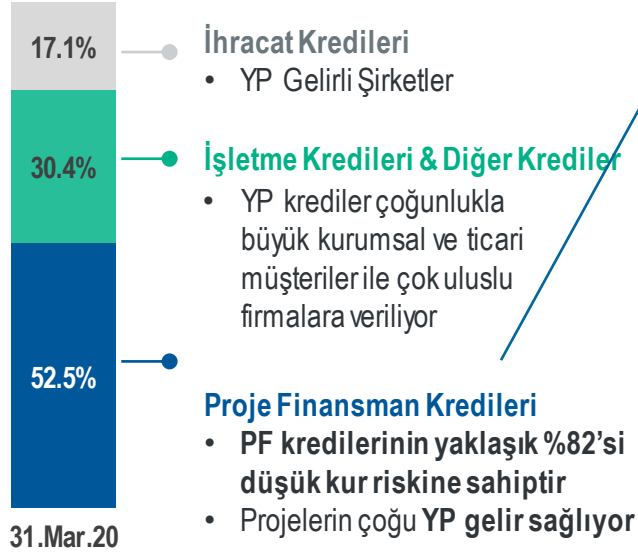 17.1%
İhracat Kredileri
• YP Gelirli Şirketler
30.4%
İşletme Kredileri & Diğer Krediler
• YP krediler çoğunlukla
büyük kurumsal ve ticari
müşteriler ile çok uluslu
firmalara veriliyor
52.5%
Proje Finansman Kredileri
• PF kredilerinin yaklaşık %82’si
düşük kur riskine sahiptir
• Projelerin çoğu YP gelir sağlıyor
31.Mar.20